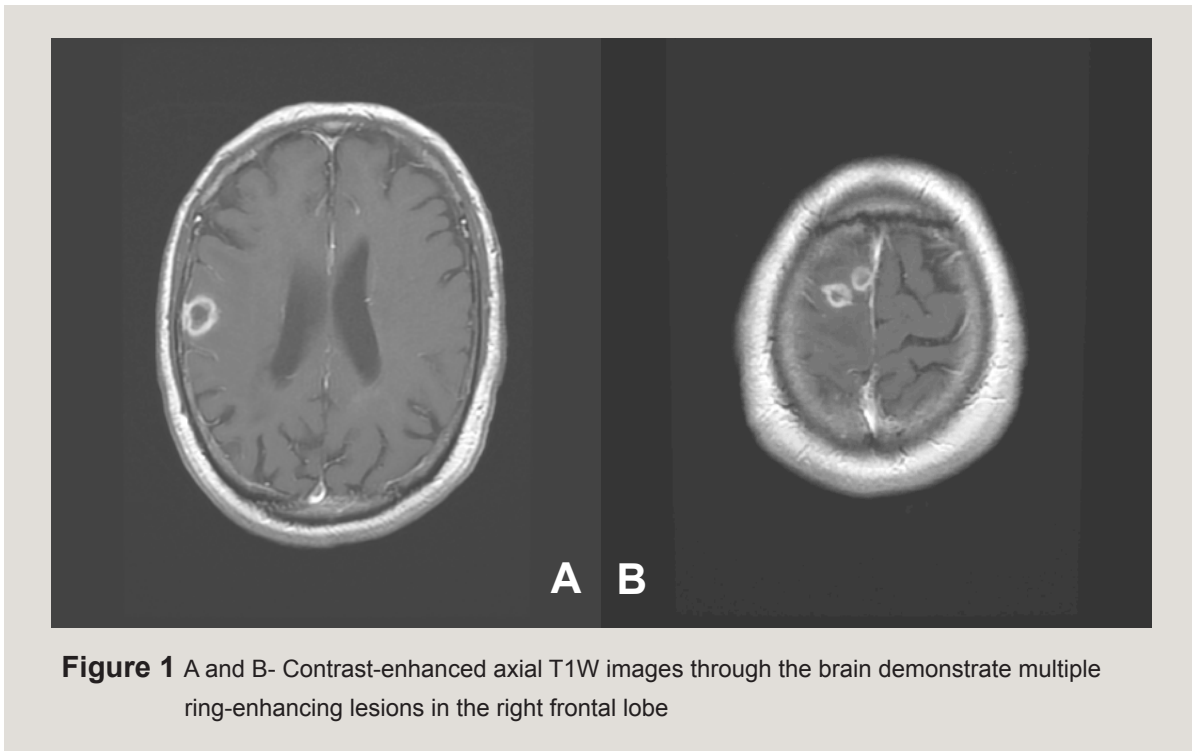 A B
Figure 1 A and B- Contrast-enhanced axial T1W images through the brain demonstrate multiple
ring-enhancing lesions in the right frontal lobe